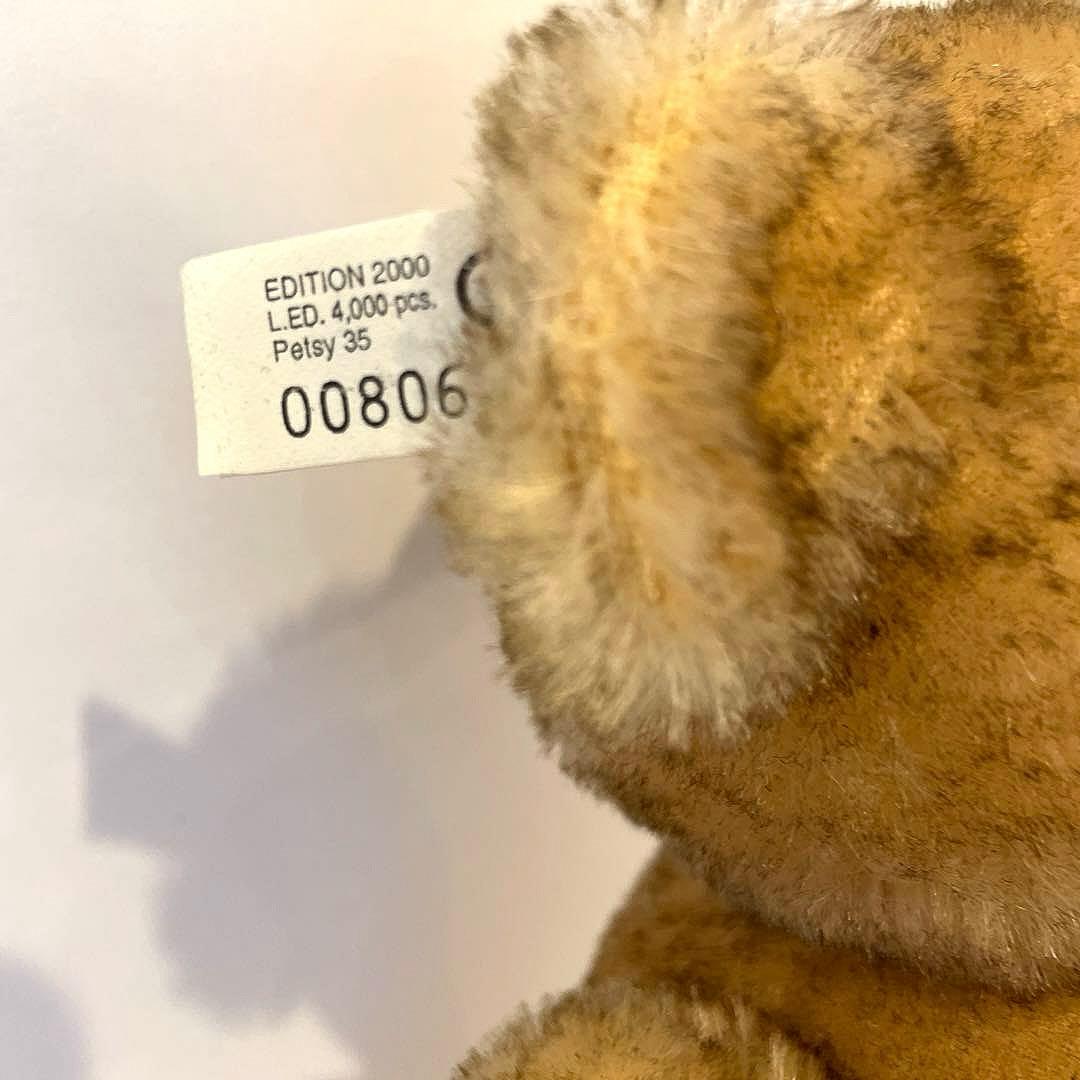 EDITION 2000
L.ED. 4,000 pcs.
Petsy 35
00806